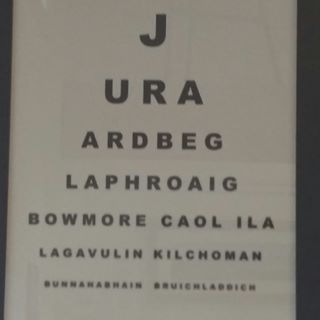 J
URA
ARDBEG
LAPHROAIG
BOWMORE CAOL ILA
LAGAVULIN KILCHOMAN
BUNNAHABHAIN BRUICHLADDICH